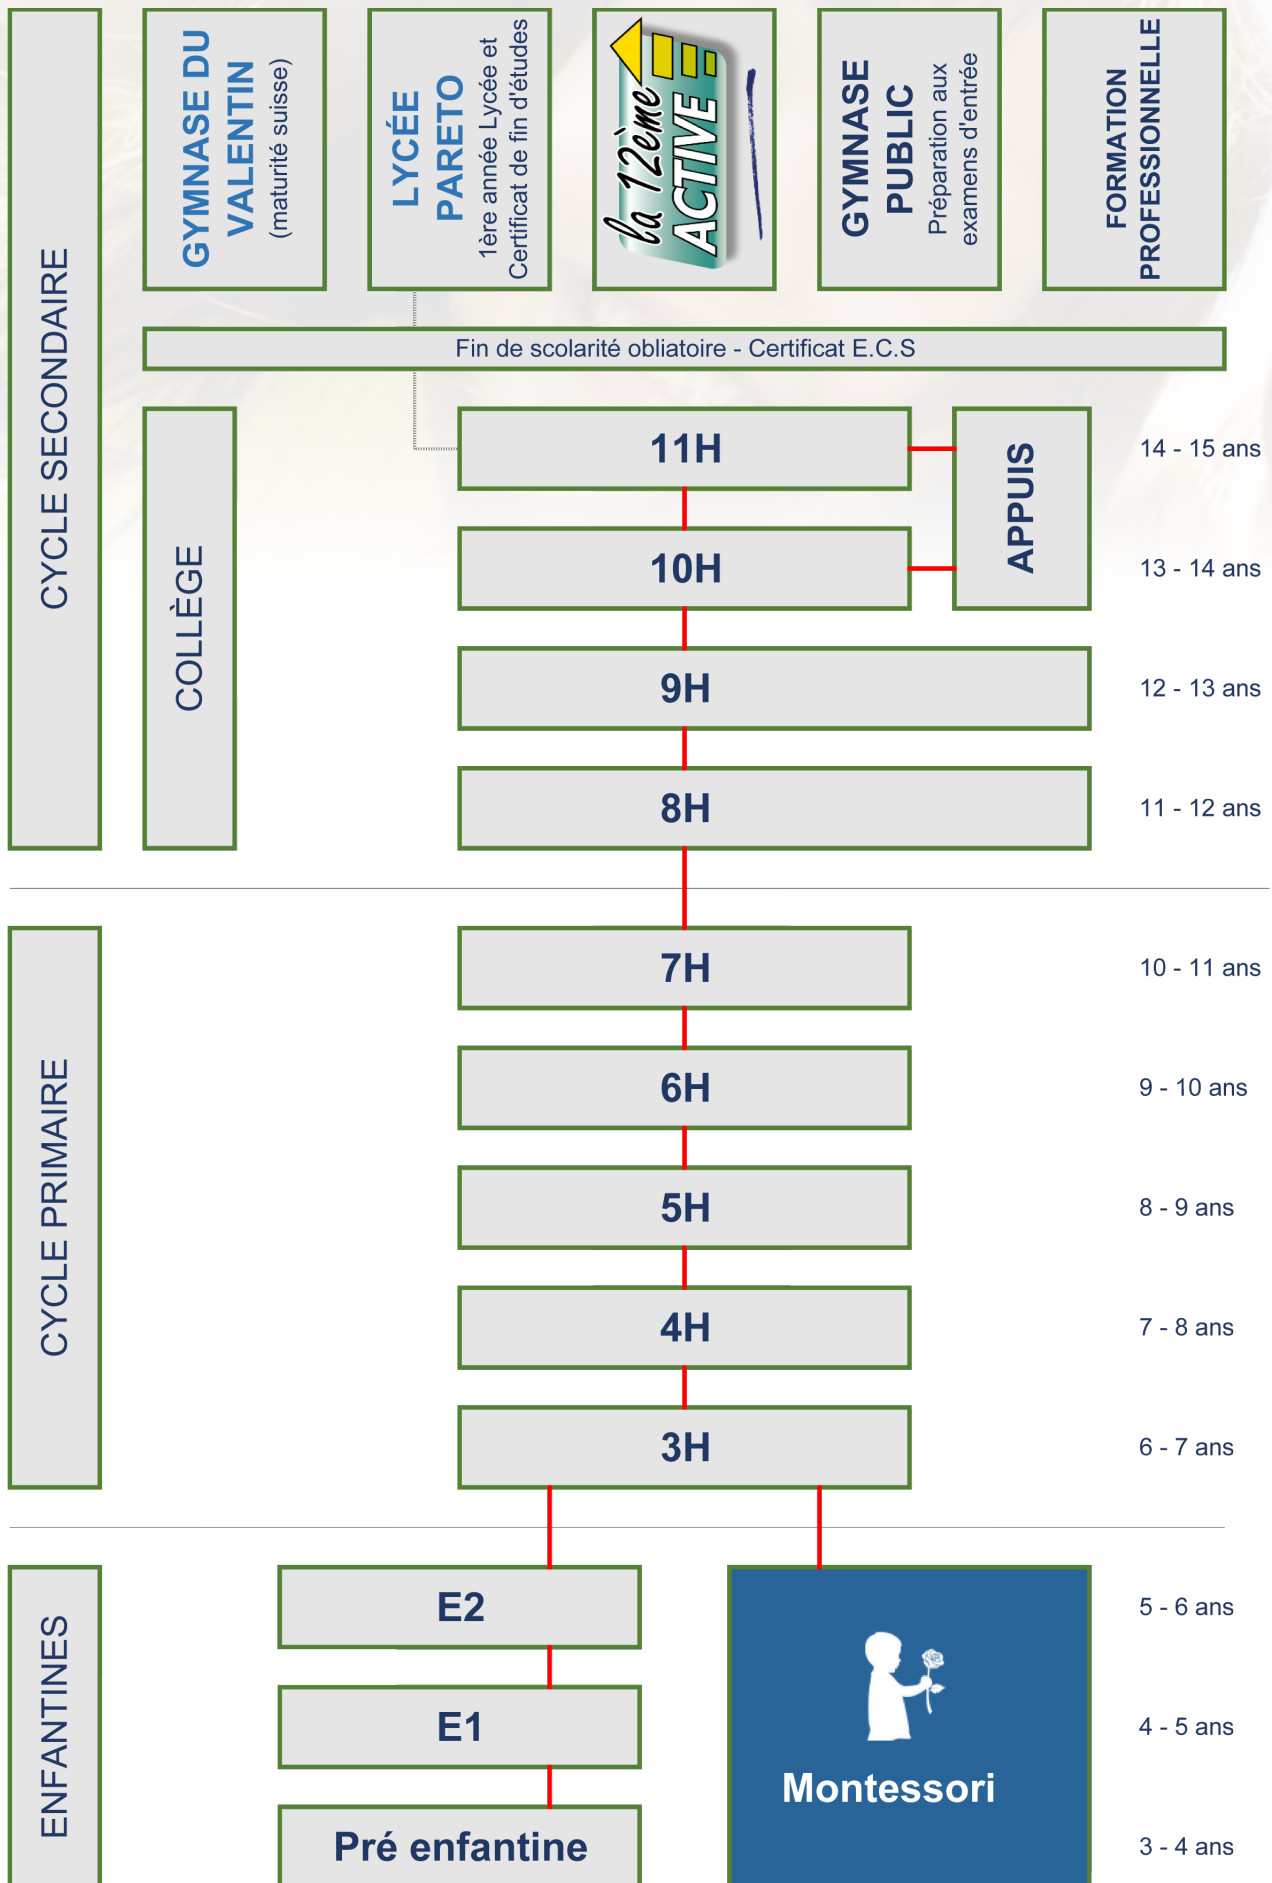 CYCLE SECONDAIRE
GYMNASE DU
VALENTIN
(maturité suisse)
LYCÉE
PARETO
1ère année Lycée et
Certificat de fin d'études
la 12ème
ACTIVE
GYMNASE
PUBLIC
Préparation aux
examens d'entrée
FORMATION
PROFESSIONNELLE
Fin de scolarité obliatoire - Certificat E.C.S
COLLÈGE
11H
APPUIS
14 - 15 ans
10H
13 - 14 ans
9H
12 - 13 ans
8H
11 - 12 ans
CYCLE PRIMAIRE
7H
10 - 11 ans
6H
9 - 10 ans
5H
8 - 9 ans
4H
7 - 8 ans
3H
6 - 7 ans
ENFANTINES
E2
5 - 6 ans
E1
4 - 5 ans
Montessori
Pré enfantine
3 - 4 ans